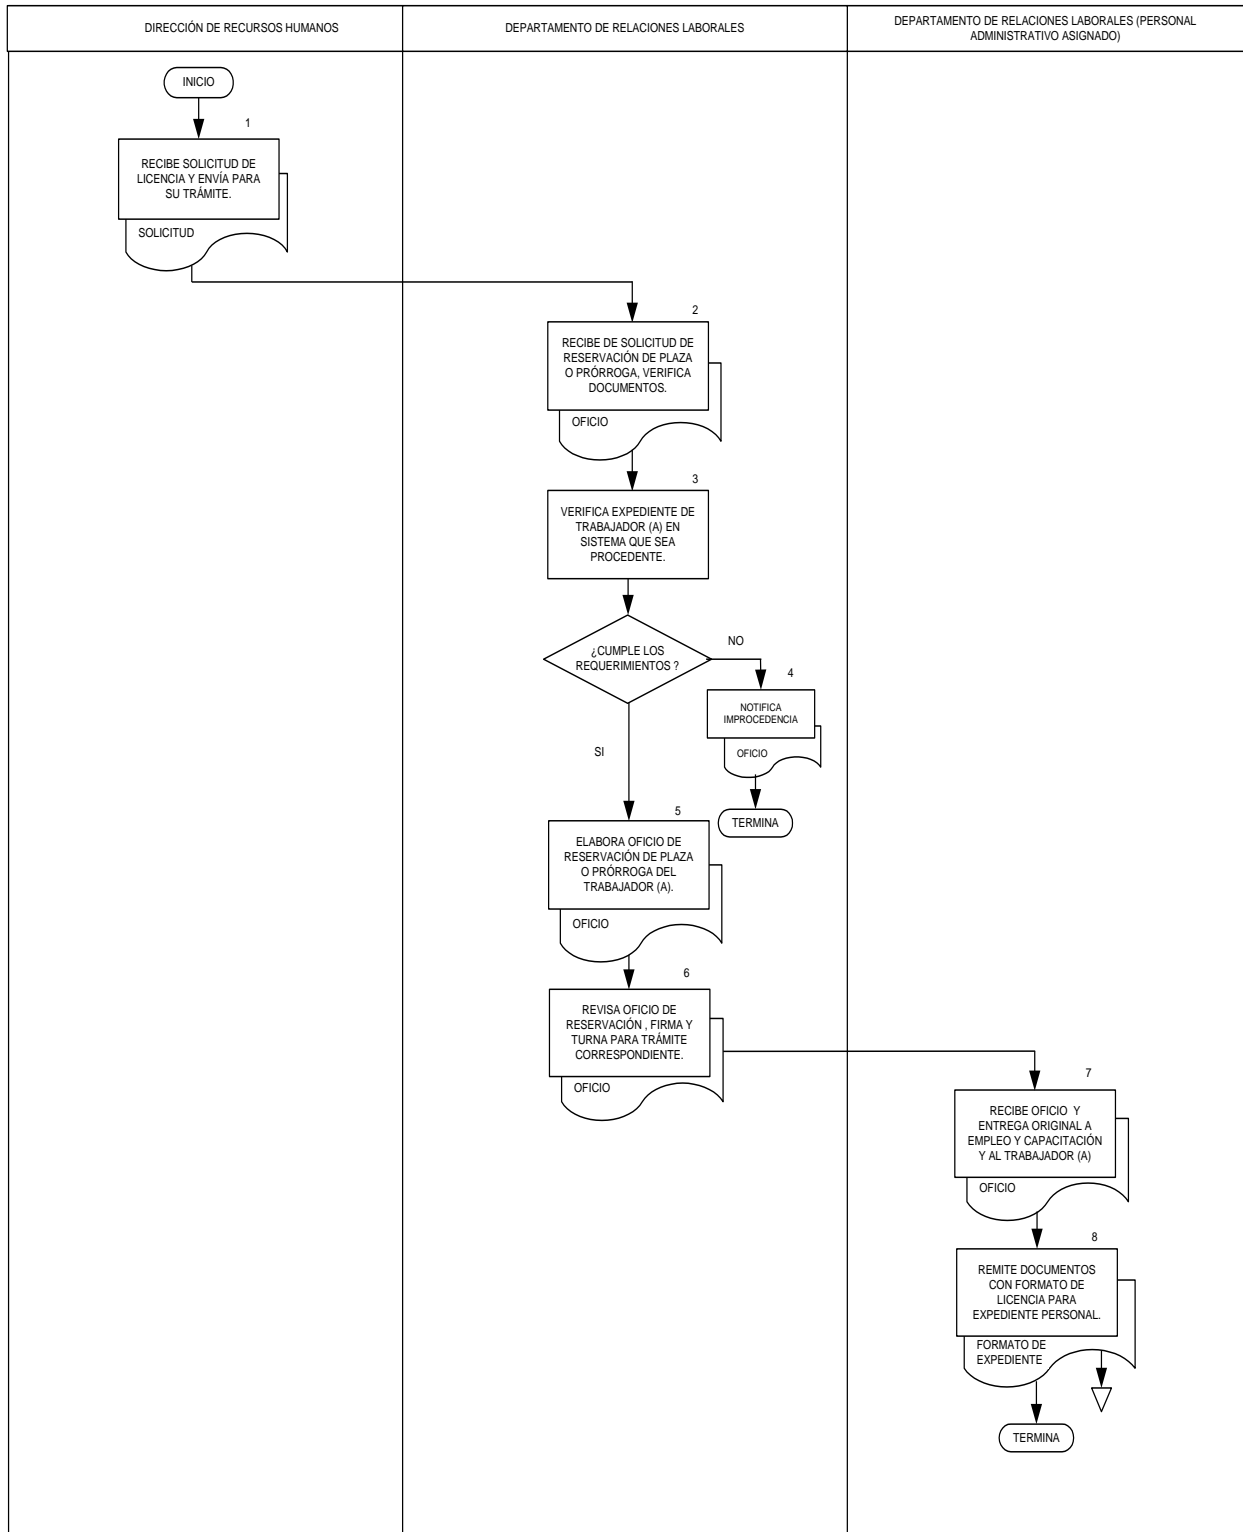 DIRECCIÓN DE RECURSOS HUMANOS
DEPARTAMENTO DE RELACIONES LABORALES
DEPARTAMENTO DE RELACIONES LABORALES (PERSONAL
ADMINISTRATIVO ASIGNADO)
INICIO
1
RECIBE SOLICITUD DE
LICENCIA Y ENVÍA PARA
SU TRÁMITE.
SOLICITUD
2
RECIBE DE SOLICITUD DE
RESERVACIÓN DE PLAZA
O PRÓRROGA, VERIFICA
DOCUMENTOS.
OFICIO
3
VERIFICA EXPEDIENTE DE
TRABAJADOR (A) EN
SISTEMA QUE SEA
PROCEDENTE.
¿CUMPLE LOS
REQUERIMIENTOS ?
NO
4
NOTIFICA
IMPROCEDENCIA
OFICIO
TERMINA
SI
5
ELABORA OFICIO DE
RESERVACIÓN DE PLAZA
O PRÓRROGA DEL
TRABAJADOR (A).
OFICIO
6
REVISA OFICIO DE
RESERVACIÓN , FIRMA Y
TURNA PARA TRÁMITE
CORRESPONDIENTE.
OFICIO
7
RECIBE OFICIO Y
ENTREGA ORIGINAL A
EMPLEO Y CAPACITACIÓN
Y AL TRABAJADOR (A)
OFICIO
8
REMITE DOCUMENTOS
CON FORMATO DE
LICENCIA PARA
EXPEDIENTE PERSONAL.
FORMATO DE
EXPEDIENTE
TERMINA